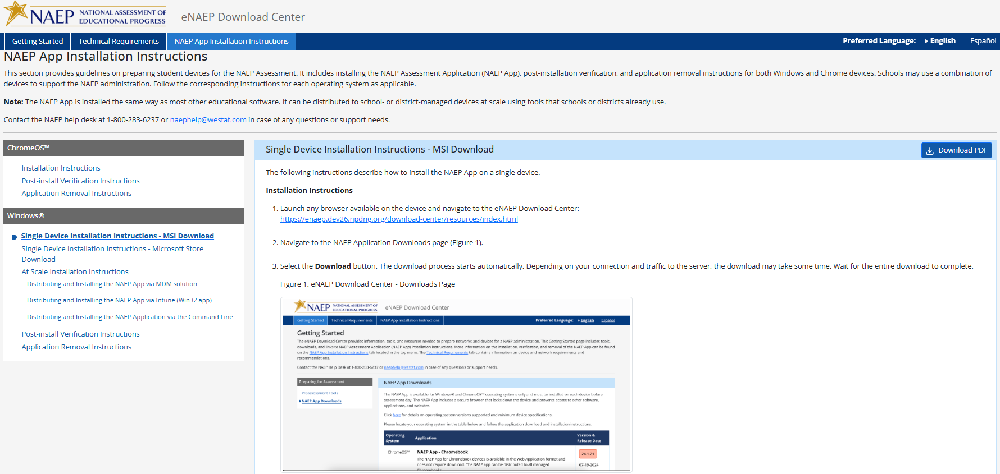 NAEP NATIONAL ASSESSMENT OF
EDUCATIONAL PROGRESS
eNAEP Download Center
Getting Started Technical Requirements NAEP App Installation Instructions Preferred Language: English Español
NAEP App Installation Instructions
This section provides guidelines on preparing student devices for the NAEP Assessment. It includes installing the NAEP Assessment Application (NAEP App), post-installation verification, and application removal instructions for both Windows and Chrome devices. Schools may use a combination of
devices to support the NAEP administration. Follow the corresponding instructions for each operating system as applicable.
Note: The NAEP App is installed the same way as most other educational software. It can be distributed to school- or district-managed devices at scale using tools that schools or districts already use.
Contact the NAEP help desk at 1-800-283-6237 or naephelp@westat.com in case of any questions or support needs.
ChromeOS™
Installation Instructions
Post-install Verification Instructions
Application Removal Instructions
Windows®
Single Device Installation Instructions - MSI Download
Single Device Installation Instructions - Microsoft Store
Download
At Scale Installation Instructions
Distributing and Installing the NAEP App via MDM solution
Distributing and Installing the NAEP App via Intune (Win32 app)
Distributing and Installing the NAEP Application via the Command Line
Post-install Verification Instructions
Application Removal Instructions
Single Device Installation Instructions - MSI Download
Download PDF
The following instructions describe how to install the NAEP App on a single device.
Installation Instructions
1. Launch any browser available on the device and navigate to the eNAEP Download Center:
https://enaep.dev26.npdng.org/download-center/resources/index.html
2. Navigate to the NAEP Application Downloads page (Figure 1).
3. Select the Download button. The download process starts automatically. Depending on your connection and traffic to the server, the download may take some time. Wait for the entire download to complete.
Figure 1. eNAEP Download Center - Downloads Page
NAEP NATIONAL ASSESSMENT OF
EDUCATIONAL PROGRESS
eNAEP Download Center
Getting Started Technical Requirements NAEP App Installation Instructions Preferred Language: English Español
Getting Started
The eNAEP Download Center provides information, tools, and resources needed to prepare networks and devices for a NAEP administration. This Getting Started page includes tools,
downloads, and links to NAEP Assessment Application (NAEP App) installation instructions. More information on the installation, verification, and removal of the NAEP App can be found
on the NAEP App Installation Instructions tab located in the top menu. The Technical Requirements tab contains information on device and network requirements and
recommendations.
Contact the NAEP Help Desk at 1-800-283-6237 or naephelp@westat.com in case of any questions or support needs.
Preparing for Assessment
Preassessment Tools
NAEP App Downloads
NAEP App Downloads
The NAEP App is available for Windows® and ChromeOS™ operating systems only and must be installed on each device before
assessment day. The NAEP App includes a secure browser that locks down the device and prevents access to other software,
applications, and websites.
Click here for details on operating system versions supported and minimum device specifications.
Please locate your operating system in the table below and follow the application download and installation instructions.
Operating
System
Application
Version &
Release Date
ChromeOS™
NAEP App - Chromebook
The NAEP App for Chromebook devices is available in the Web Application format and
does not require download. The NAEP app can be distributed to all managed
Chromebooks
24.1.21
07-19-2024